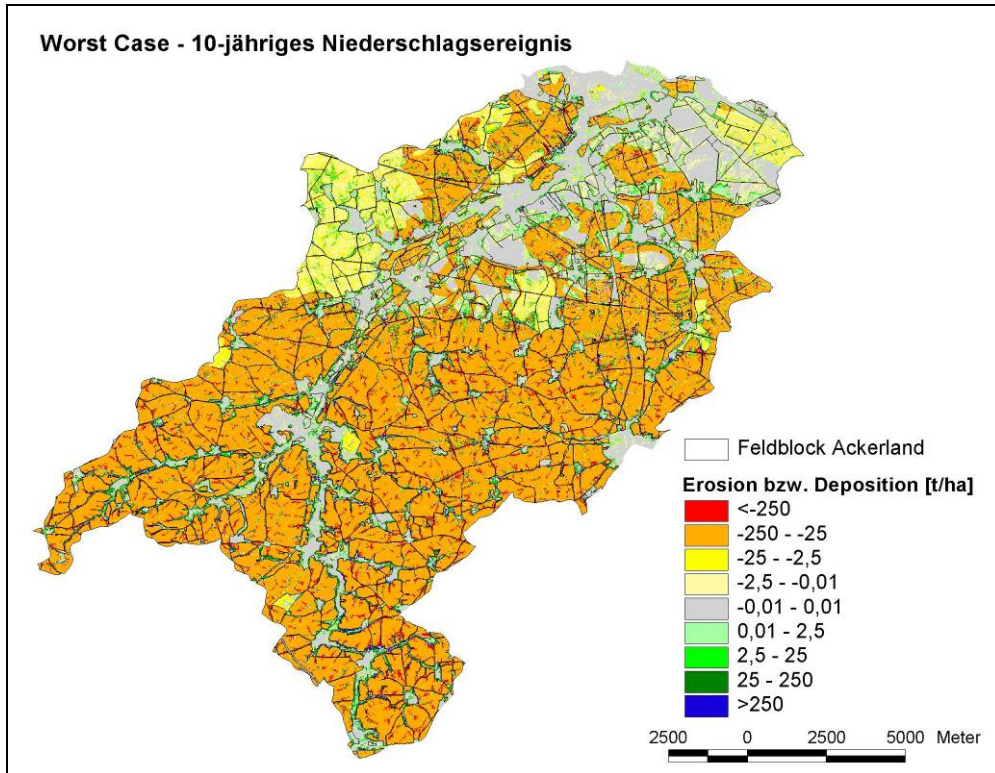 Worst Case - 10-jähriges Niederschlagsereignis
Feldblock Ackerland
Erosion bzw. Deposition [t/ha]
<-250
-250 - -25
-25 - -2,5
-2,5 - -0,01
-0,01 - 0,01
0,01 - 2,5
2,5 - 25
25 - 250
>250
2500 0 2500 5000 Meter